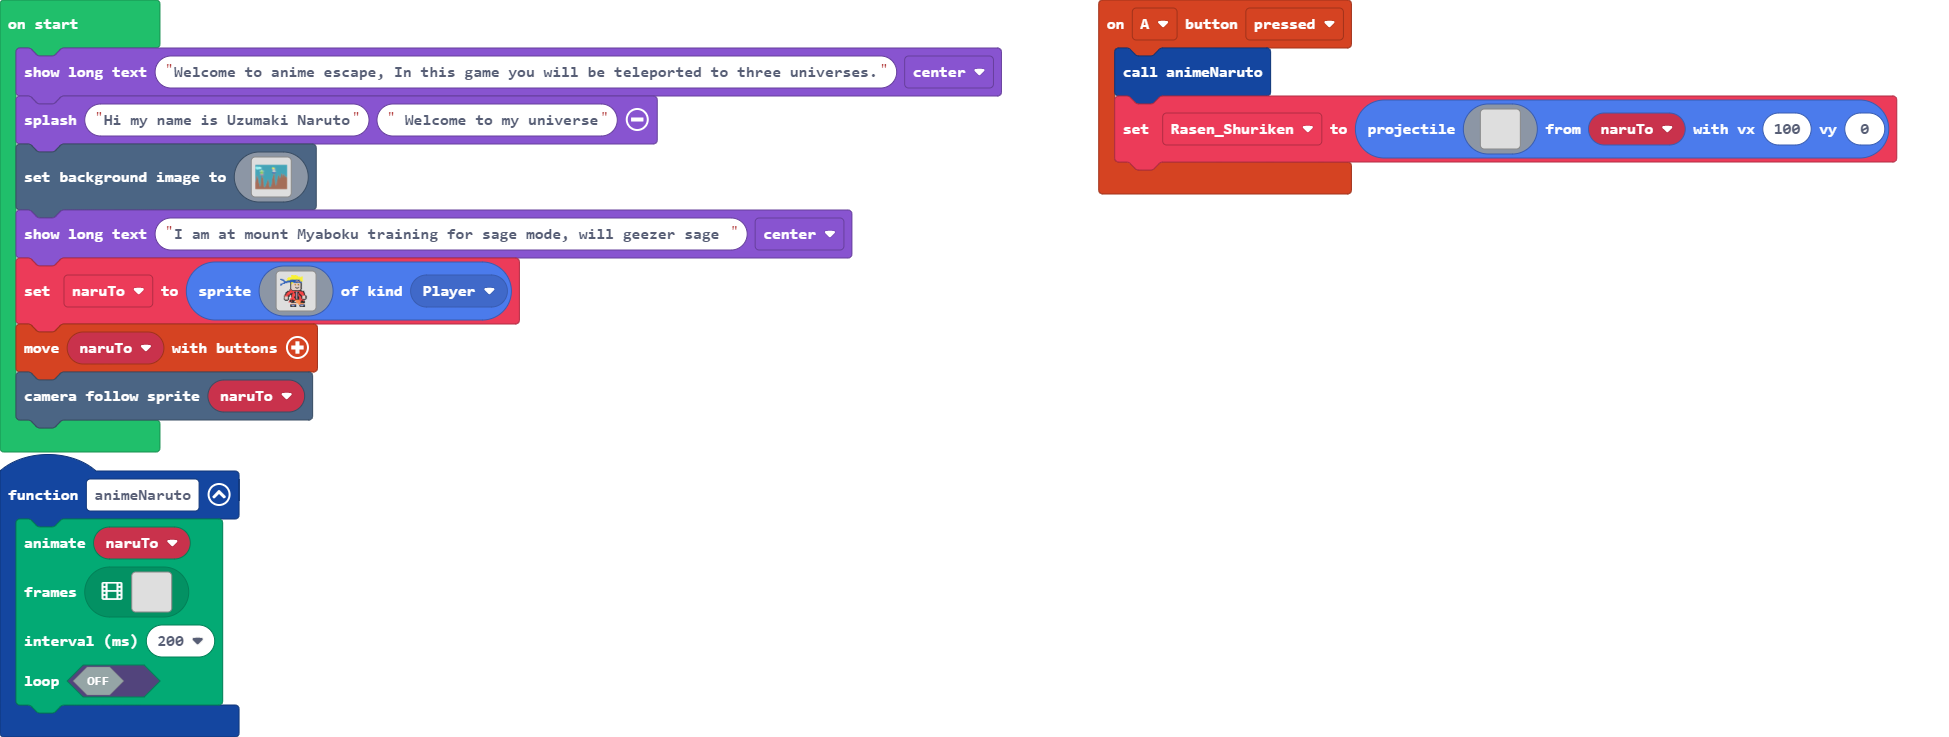 on start
show long text "Welcome to anime escape, In this game you will be teleported to three universes." center
splash "Hi my name is Uzumaki Naruto" " Welcome to my universe"
set background image to
show long text "I am at mount Myaboku training for sage mode, will geezer sage " center
set naruTo to sprite of kind Player
move naruTo with buttons
camera follow sprite naruTo
function animeNaruto
animate naruTo
frames
interval (ms) 200
loop OFF
on A button pressed
call animeNaruto
set Rasen_Shuriken to projectile from naruTo with vx 100 vy 0